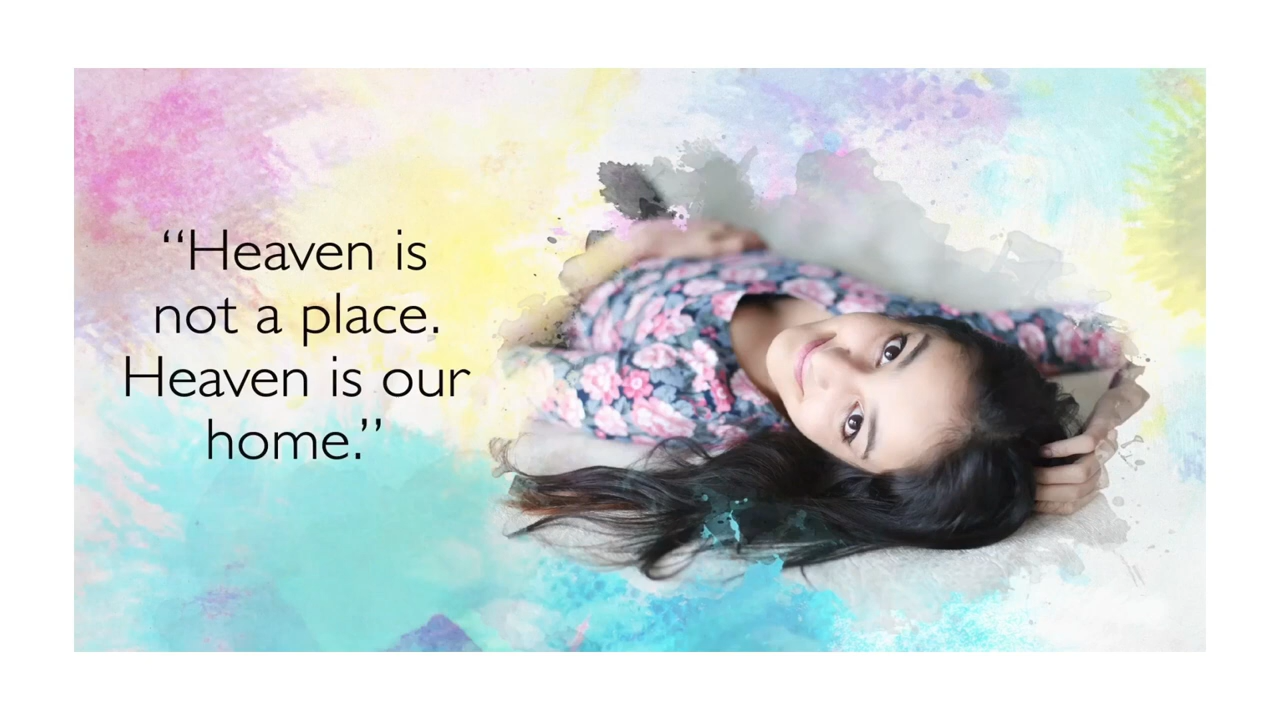 “Heaven is
not a place.
Heaven is our
home.”